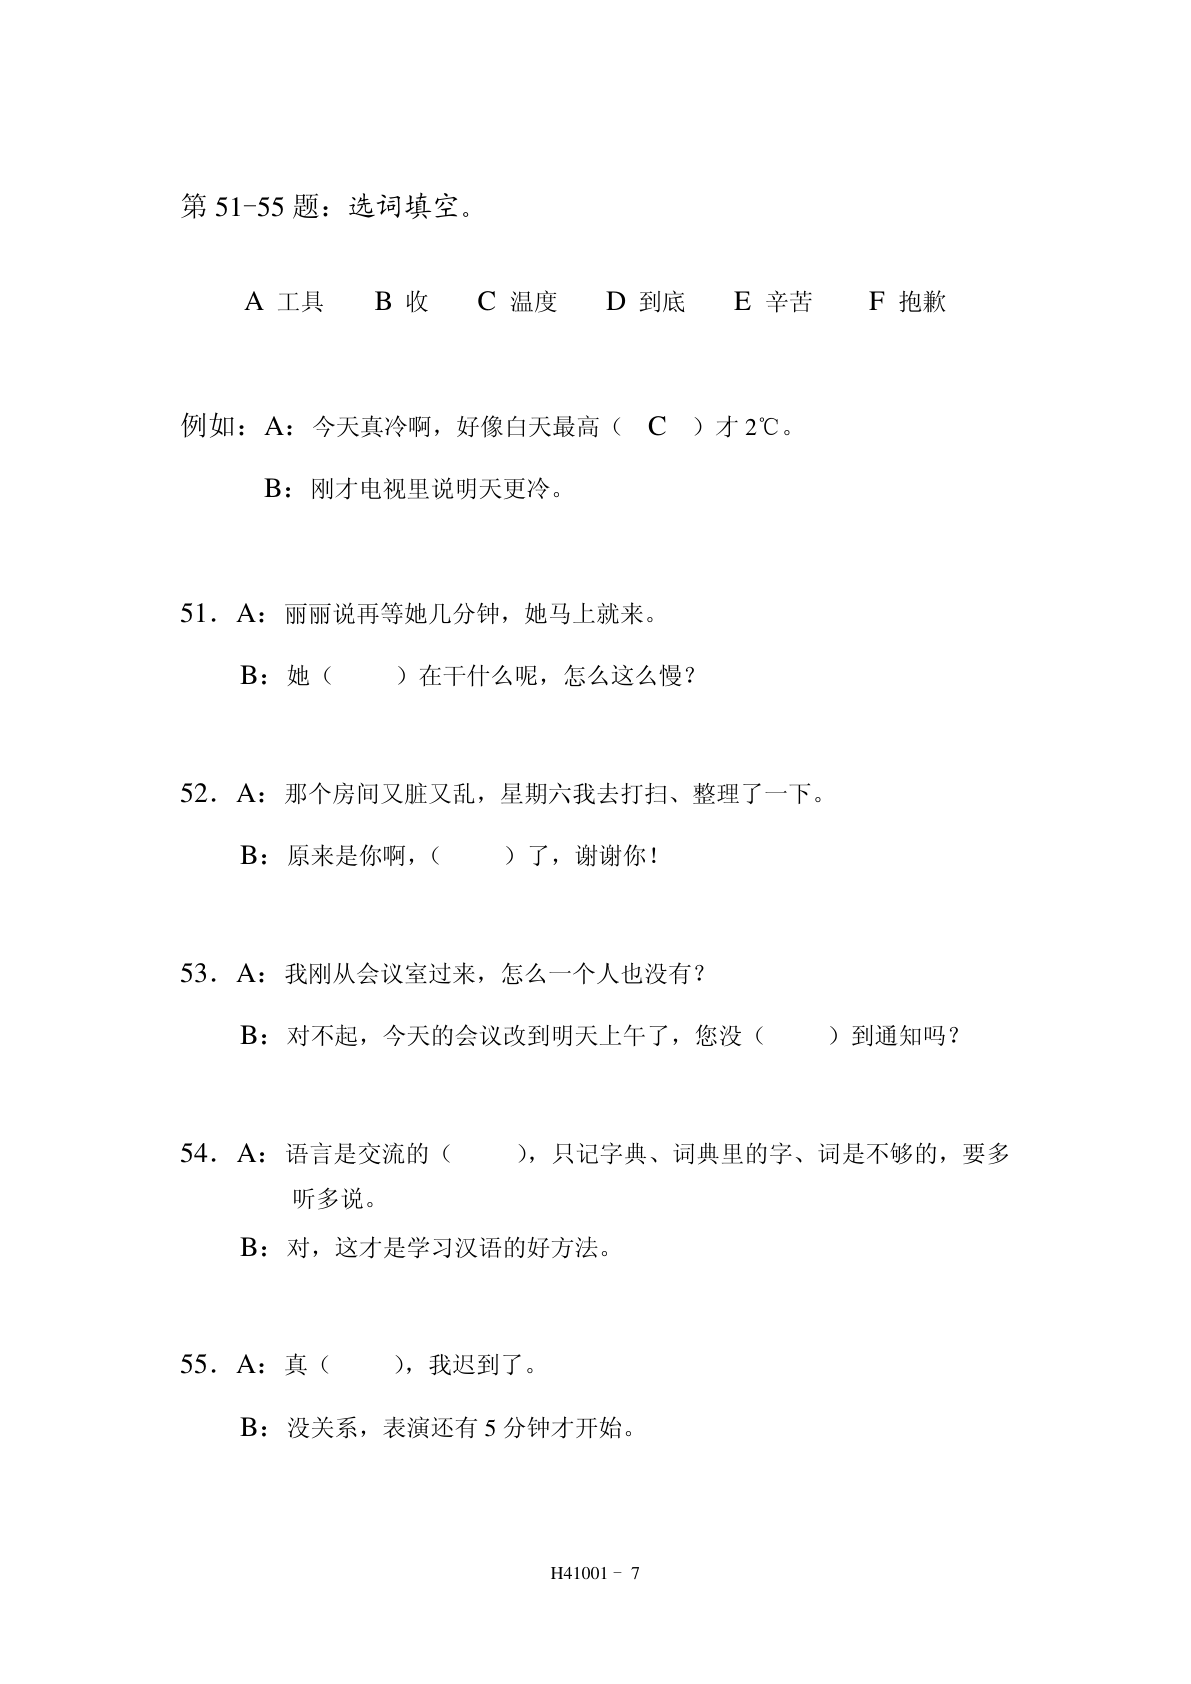 第 51-55 题：选词填空。
A 工具 B 收 C 温度 D 到底 E 辛苦 F 抱歉
例如：A：今天真冷啊，好像白天最高（ C ）才 2℃。
B：刚才电视里说明天更冷。
51．A：丽丽说再等她几分钟，她马上就来。
B：她（ ）在干什么呢，怎么这么慢？
52．A：那个房间又脏又乱，星期六我去打扫、整理了一下。
B：原来是你啊，（ ）了，谢谢你！
53．A：我刚从会议室过来，怎么一个人也没有？
B：对不起，今天的会议改到明天上午了，您没（ ）到通知吗？
54．A：语言是交流的（ ），只记字典、词典里的字、词是不够的，要多
听多说。
B：对，这才是学习汉语的好方法。
55．A：真（ ），我迟到了。
B：没关系，表演还有 5 分钟才开始。
H41001﹣ 7